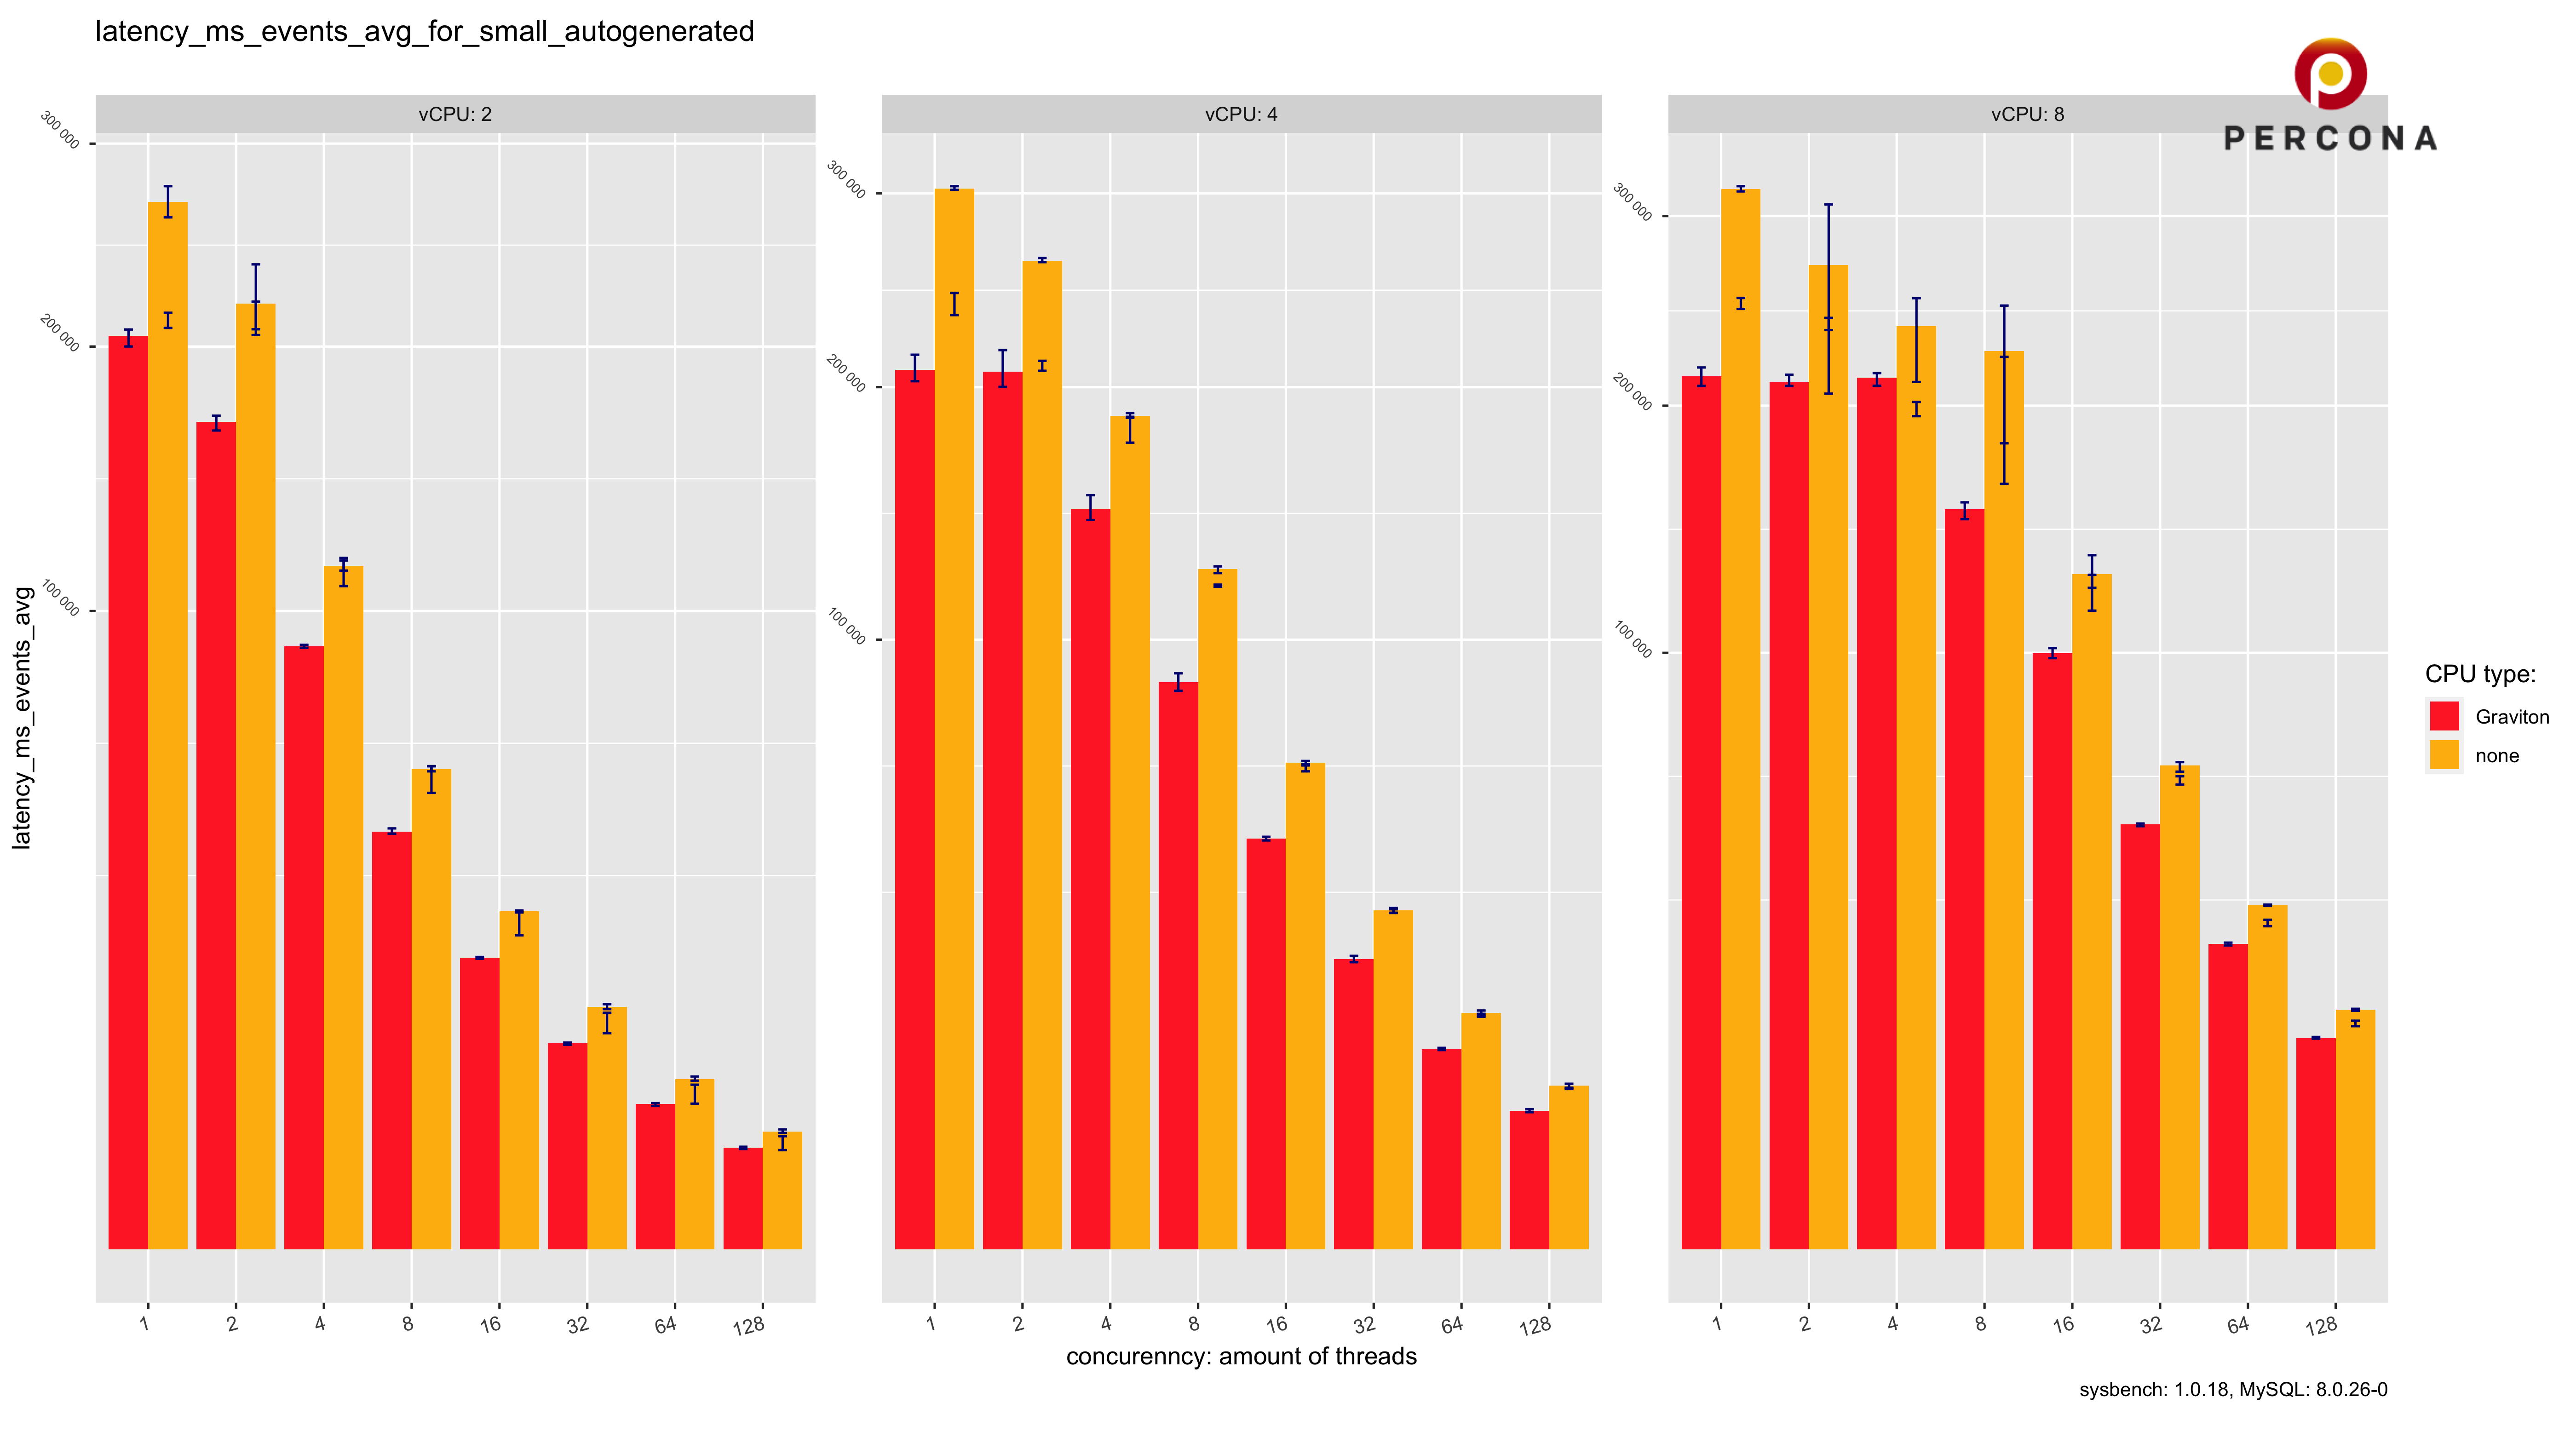 latency_ms_events_avg_for_small_autogenerated
PERCONA
vCPU: 2
vCPU: 4
vCPU: 8
latency_ms_events_avg
300 000
200 000
100 000
300 000
200 000
100 000
300 000
200 000
100 000
1 2 4 8 16 32 64 128
1 2 4 8 16 32 64 128
1 2 4 8 16 32 64 128
concurenncy: amount of threads
CPU type:
Graviton
none
sysbench: 1.0.18, MySQL: 8.0.26-0